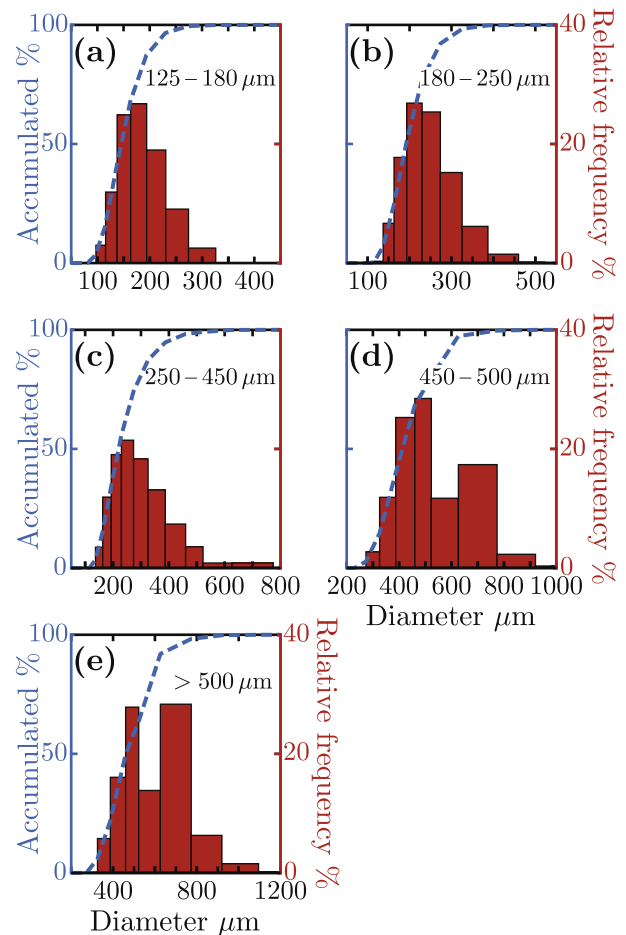 (a)
125 – 180 μm
Accumulated %
100
50
0
100 200 300 400
(b)
180 – 250 μm
40
20
0
Relative frequency %
100 300 500
(c)
250 – 450 μm
Accumulated %
100
50
0
200 400 600 800
(d)
450 – 500 μm
40
20
0
Relative frequency %
200 400 600 800 1000
Diameter μm
(e)
> 500 μm
Accumulated %
100
50
0
40
20
0
Relative frequency %
400 800 1200
Diameter μm